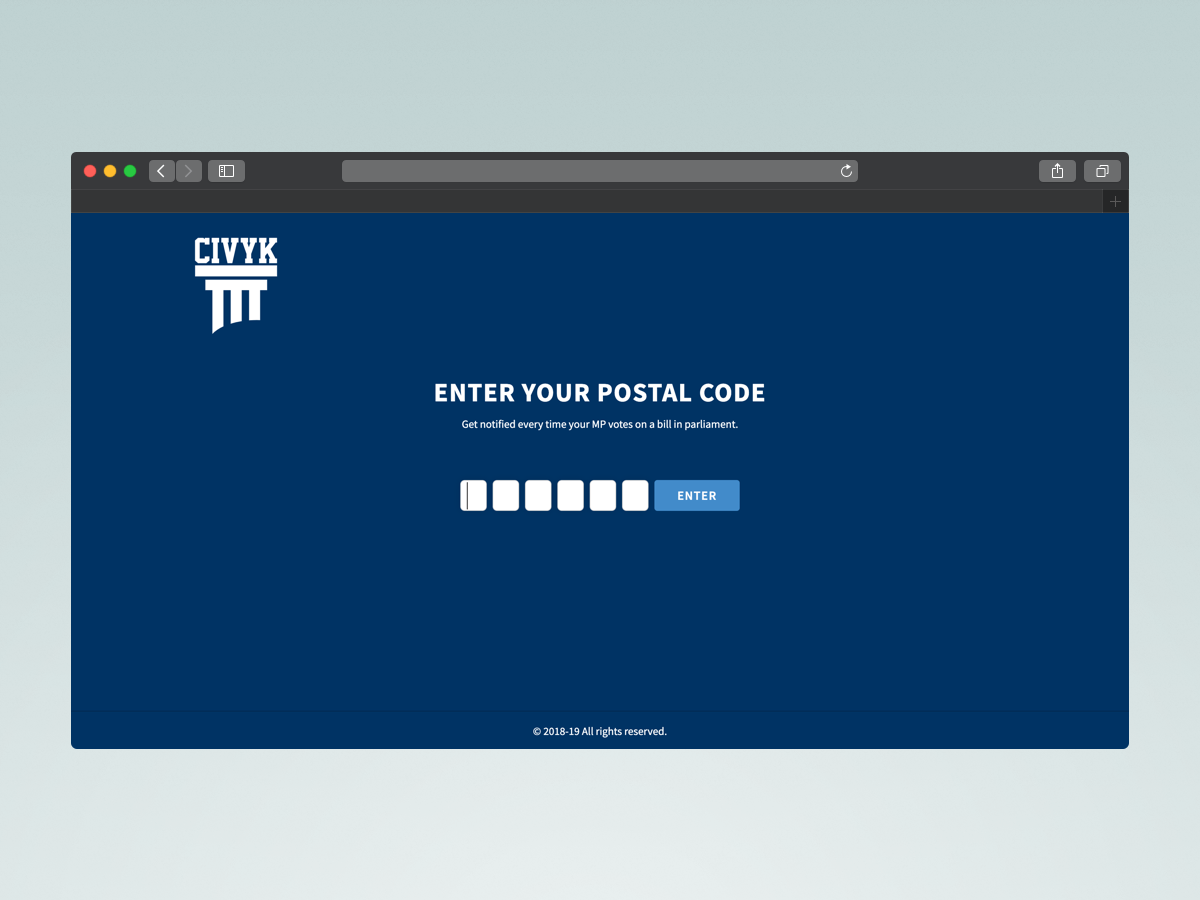 CIVYK
ENTER YOUR POSTAL CODE
Get notified every time your MP votes on a bill in parliament.
ENTER
© 2018-19 All rights reserved.